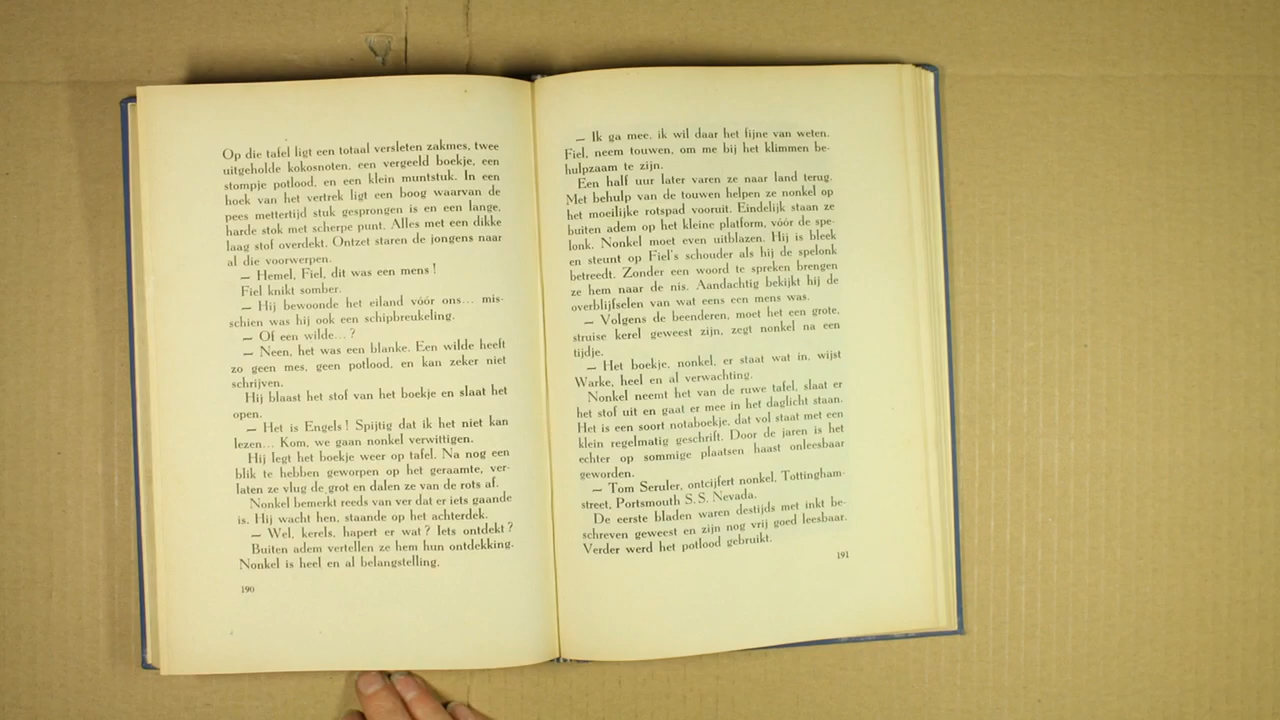 Op die tafel ligt een totaal versleten zakmes, twee
uitgeholde kokosnoten, een vergeeld boekje, een
stompje potlood, en een klein muntstuk. In een
hoek van het vertrek ligt een boog waarvan de
pees mettertijd stuk gesprongen is en een lange,
harde stok met scherpe punt. Alles met een dikke
laag stof overdekt. Ontzet staren de jongens naar
al die voorwerpen.
— Hemel, Fiel, dit was een mens !
Fiel knikt somber.
— Hij bewoonde het eiland vóór ons... mis-
schien was hij ook een schipbreukeling.
— Of een wilde... ?
— Neen, het was een blanke. Een wilde heeft
zo geen mes, geen potlood, en kan zeker niet
schrijven.
Hij blaast het stof van het boekje en slaat het
open.
— Het is Engels ! Spijtig dat ik het niet kan
lezen... Kom, we gaan nonkel verwittigen.
Hij legt het boekje weer op tafel. Na nog een
blik te hebben geworpen op het geraamte, ver-
laten ze vlug de grot en dalen ze van de rots af.
Nonkel bemerkt reeds van ver dat er iets gaande
is. Hij wacht hen, staande op het achterdek.
— Wel, kerels, hapert er wat ? Iets ontdekt ?
Buiten adem vertellen ze hem hun ontdekking.
Nonkel is heel en al belangstelling.
190
— Ik ga mee, ik wil daar het fijne van weten.
Fiel, neem touwen, om me bij het klimmen be-
hulpzaam te zijn.
Een half uur later varen ze naar land terug.
Met behulp van de touwen helpen ze nonkel op
het moeilijke rotspad vooruit. Eindelijk staan ze
buiten adem op het kleine platform, vóór de spe-
lonk. Nonkel moet even uitblazen. Hij is bleek
en steunt op Fiel's schouder als hij de spelonk
betreedt. Zonder een woord te spreken brengen
ze hem naar de nis. Aandachtig bekijkt hij de
overblijfselen van wat eens een mens was.
— Volgens de beenderen, moet het een grote,
struise kerel geweest zijn, zegt nonkel na een
tijdje.
— Het boekje, nonkel, er staat wat in, wijst
Warke, heel en al verwachting.
Nonkel neemt het van de ruwe tafel, slaat er
het stof uit en gaat er mee in het daglicht staan.
Het is een soort notaboekje, dat vol staat met een
klein regelmatig geschrift. Door de jaren is het
echter op sommige plaatsen haast onleesbaar
geworden.
— Tom Seruler, ontcijfert nonkel, Tottingham-
street, Portsmouth S. S. Nevada.
De eerste bladen waren destijds met inkt be-
schreven geweest en zijn nog vrij goed leesbaar.
Verder werd het potlood gebruikt.
191